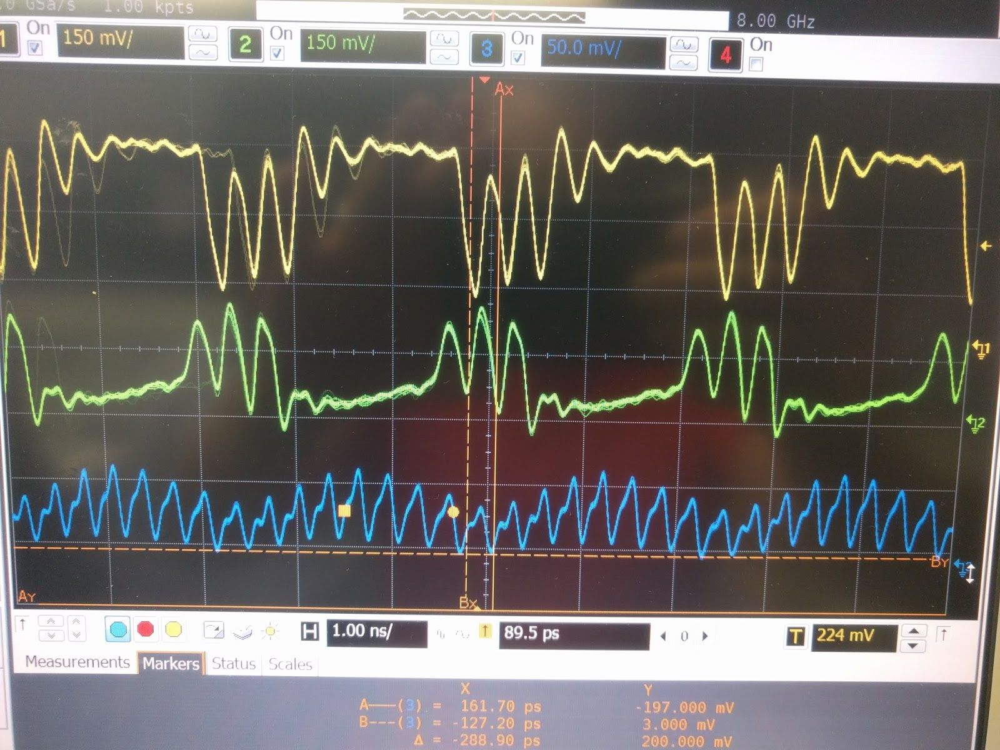 0 GSa/s 1.00 kpts
8.00 GHz
1 On 150 mV/ 2 On 150 mV/ 3 On 50.0 mV/ 4 On
Ax
1
2
By
3
Ay
Bx
H 1.00 ns/ 89.5 ps 0 T 224 mV
Measurements Markers Status Scales
X Y
A——(3) = 161.70 ps -197.000 mV
B---(3) = -127.20 ps 3.000 mV
Δ = -288.90 ps 200.000 mV